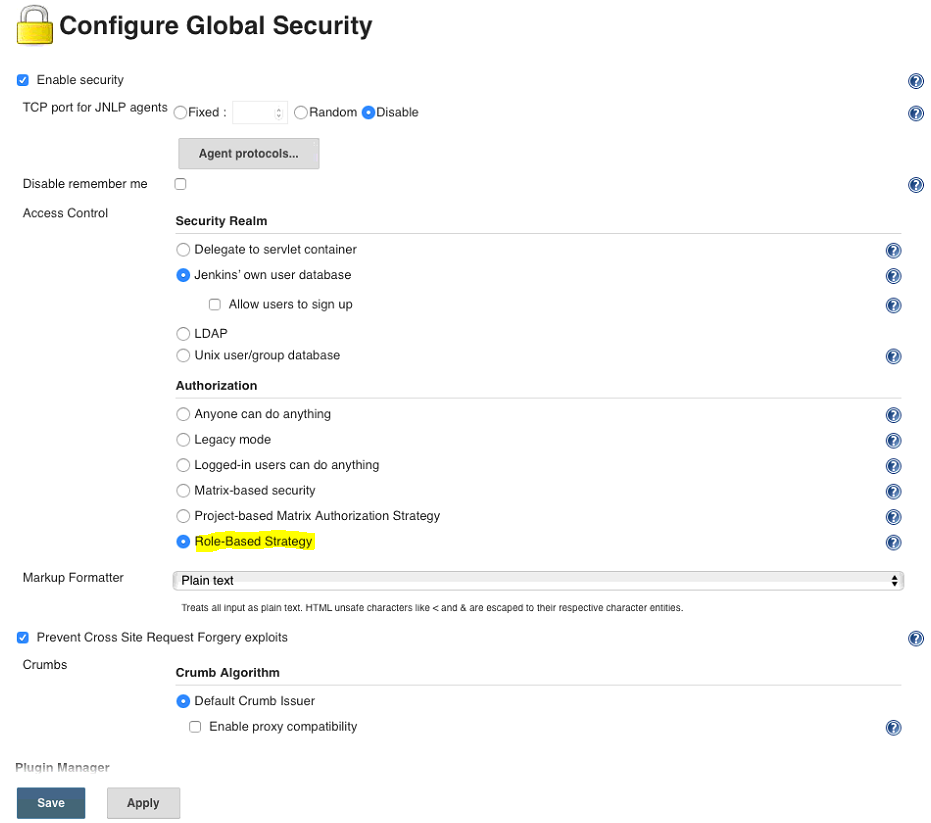 Configure Global Security
Enable security
TCP port for JNLP agents
Fixed : Random Disable
Agent protocols...
Disable remember me
Access Control
Security Realm
Delegate to servlet container
Jenkins' own user database
Allow users to sign up
LDAP
Unix user/group database
Authorization
Anyone can do anything
Legacy mode
Logged-in users can do anything
Matrix-based security
Project-based Matrix Authorization Strategy
Role-Based Strategy
Markup Formatter
Plain text
Treats all input as plain text. HTML unsafe characters like < and & are escaped to their respective character entities.
Prevent Cross Site Request Forgery exploits
Crumbs
Crumb Algorithm
Default Crumb Issuer
Enable proxy compatibility
Plugin Manager
Save Apply